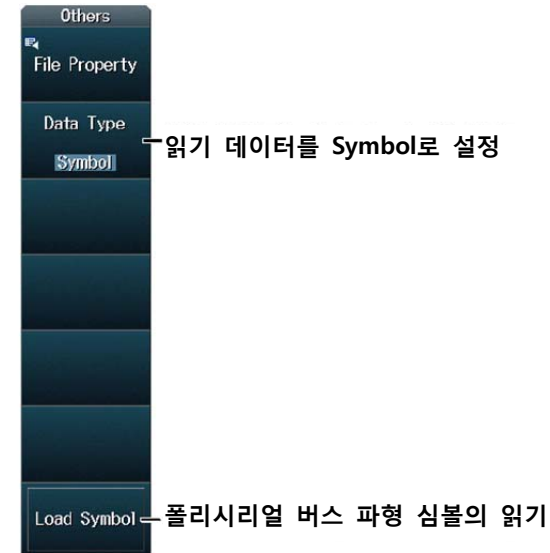 Others
File Property
Data Type
Symbol
읽기 데이터를 Symbol로 설정
Load Symbol
폴리시리얼 버스 파형 심볼의 읽기